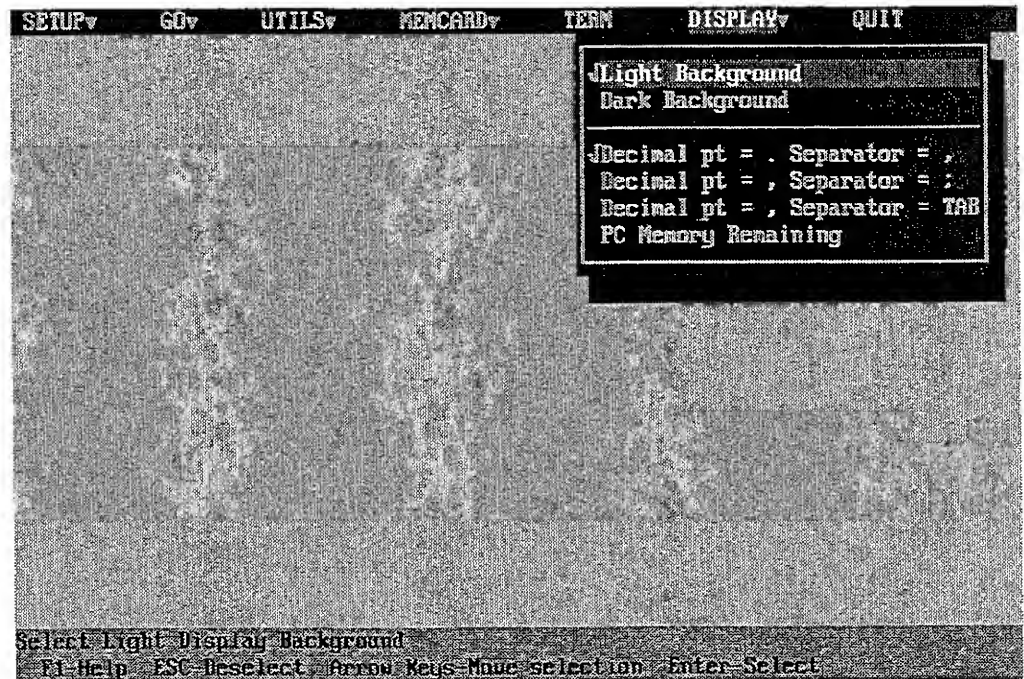 SETUP▼ GO▼ UTILS▼ MEMCARD▼ TERM DISPLAY▼ QUIT
√Light Background
Dark Background
√Decimal pt = . Separator = ,
Decimal pt = , Separator = ;
Decimal pt = , Separator = TAB
PC Memory Remaining
Select Light Display Background
F1-Help ESC-Deselect Arrow Keys-Move selection Enter-Select